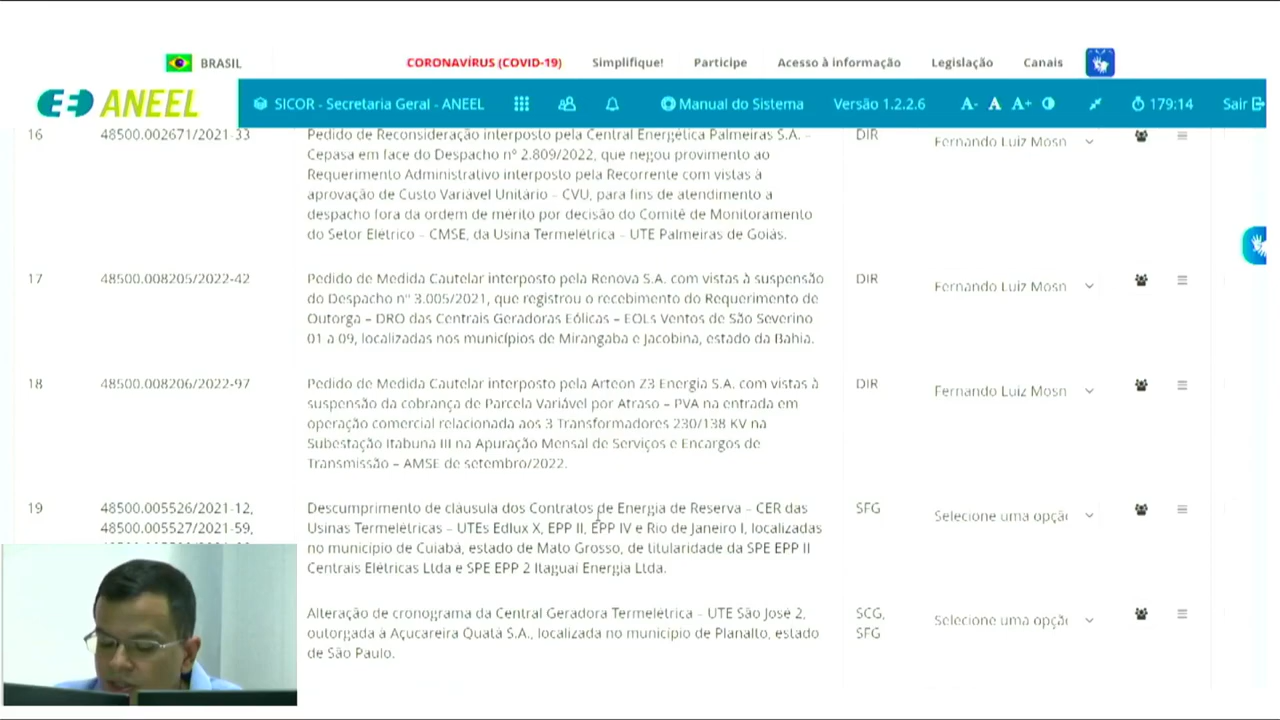 BRASIL
CORONAVÍRUS (COVID-19)
Simplifique!
Participe
Acesso à informação
Legislação
Canais
ANEEL
SICOR - Secretaria Geral - ANEEL
Manual do Sistema
Versão 1.2.2.6
A-
A
A+
179:14
Sair
16
48500.002671/2021-33
Pedido de Reconsideração interposto pela Central Energética Palmeiras S.A. –
Cepasa em face do Despacho nº 2.809/2022, que negou provimento ao
Requerimento Administrativo interposto pela Recorrente com vistas à
aprovação de Custo Variável Unitário – CVU, para fins de atendimento a
despacho fora da ordem de mérito por decisão do Comitê de Monitoramento
do Setor Elétrico – CMSE, da Usina Termelétrica – UTE Palmeiras de Goiás.
DIR
Fernando Luiz Mosn
17
48500.008205/2022-42
Pedido de Medida Cautelar interposto pela Renova S.A. com vistas à suspensão
do Despacho nº 3.005/2021, que registrou o recebimento do Requerimento de
Outorga – DRO das Centrais Geradoras Eólicas – EOLs Ventos de São Severino
01 a 09, localizadas nos municípios de Mirangaba e Jacobina, estado da Bahia.
DIR
Fernando Luiz Mosn
18
48500.008206/2022-97
Pedido de Medida Cautelar interposto pela Arteon Z3 Energia S.A. com vistas à
suspensão da cobrança de Parcela Variável por Atraso – PVA na entrada em
operação comercial relacionada aos 3 Transformadores 230/138 KV na
Subestação Itabuna III na Apuração Mensal de Serviços e Encargos de
Transmissão – AMSE de setembro/2022.
DIR
Fernando Luiz Mosn
19
48500.005526/2021-12,
48500.005527/2021-59,
Descumprimento de cláusula dos Contratos de Energia de Reserva – CER das
Usinas Termelétricas – UTEs Edlux X, EPP II, EPP IV e Rio de Janeiro I, localizadas
no município de Cuiabá, estado de Mato Grosso, de titularidade da SPE EPP II
Centrais Elétricas Ltda e SPE EPP 2 Itaguaí Energia Ltda.
SFG
Selecione uma opçã
Alteração de cronograma da Central Geradora Termelétrica – UTE São José 2,
outorgada à Açucareira Quatá S.A., localizada no município de Planalto, estado
de São Paulo.
SCG,
SFG
Selecione uma opçã